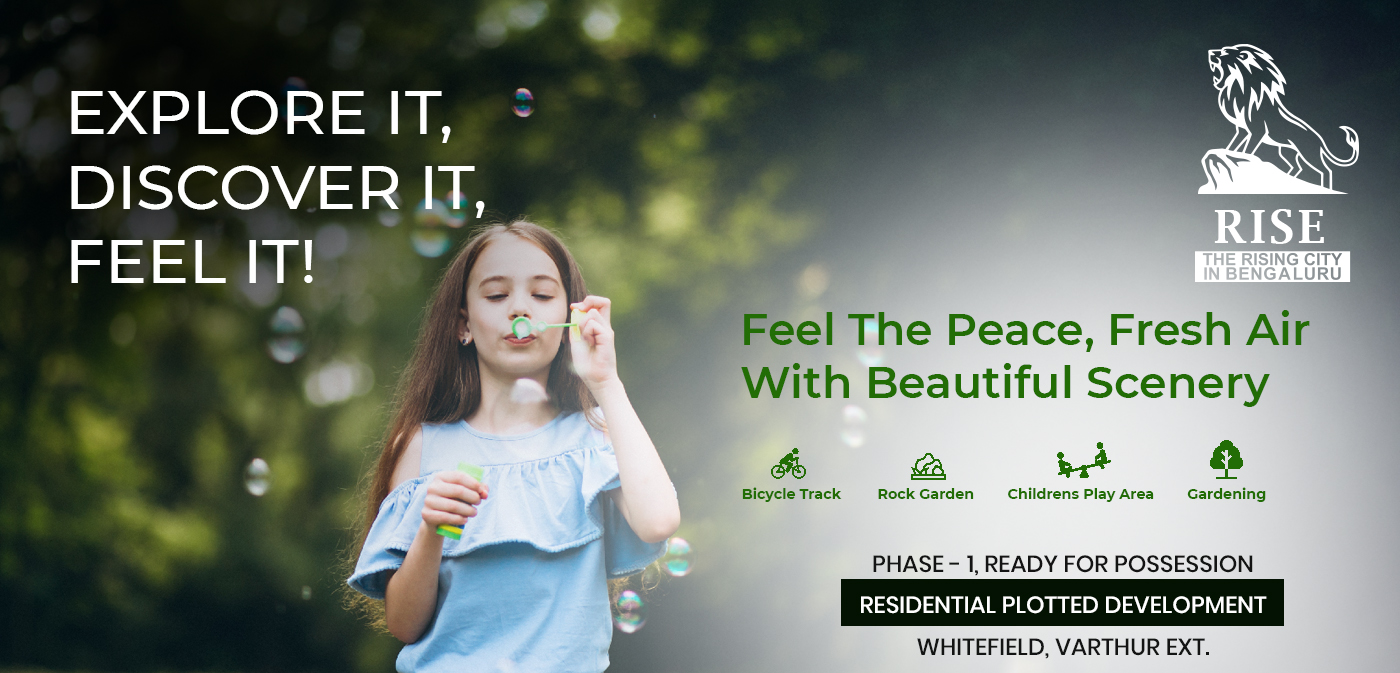 EXPLORE IT,
DISCOVER IT,
FEEL IT!
RISE
THE RISING CITY
IN BENGALURU
Feel The Peace, Fresh Air
With Beautiful Scenery
Bicycle Track
Rock Garden
Childrens Play Area
Gardening
PHASE - 1, READY FOR POSSESSION
RESIDENTIAL PLOTTED DEVELOPMENT
WHITEFIELD, VARTHUR EXT.